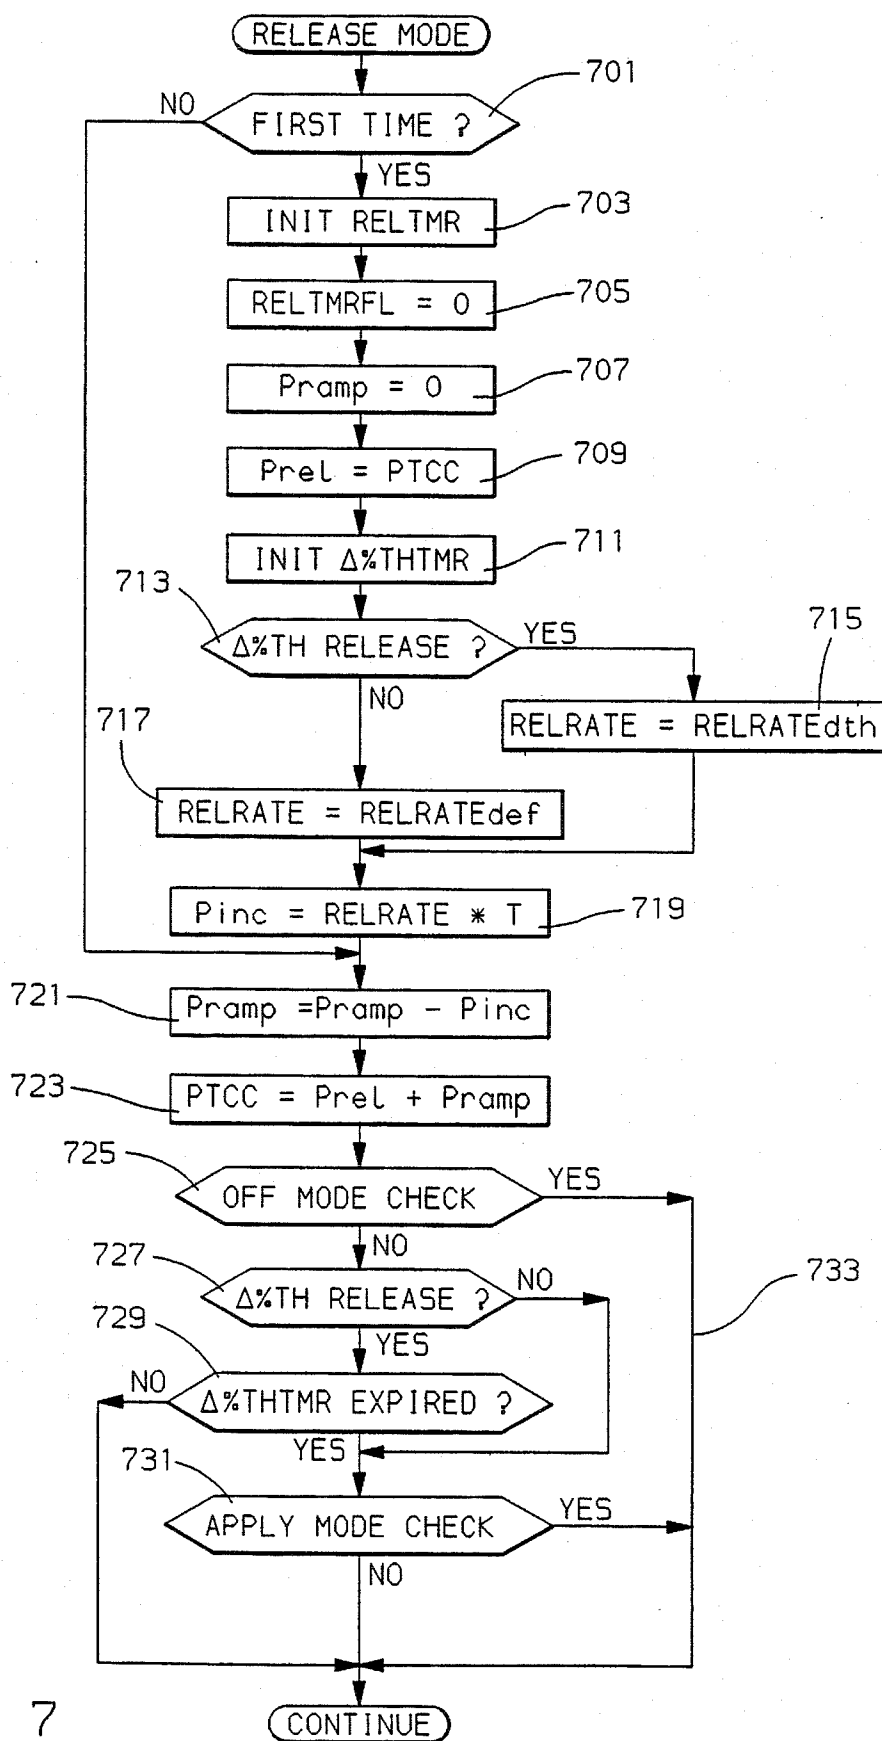 RELEASE MODE
701
NO
FIRST TIME ?
YES
703
INIT RELTMR
705
RELTMRFL = 0
707
Pramp = 0
709
Prel = PTCC
711
INIT Δ%THTMR
713
Δ%TH RELEASE ?
YES
715
NO
RELRATE = RELRATEdth
717
RELRATE = RELRATEdef
Pinc = RELRATE * T
719
721
Pramp =Pramp - Pinc
723
PTCC = Prel + Pramp
725
OFF MODE CHECK
YES
NO
727
Δ%TH RELEASE ?
NO
733
YES
729
NO
Δ%THTMR EXPIRED ?
YES
731
APPLY MODE CHECK
YES
NO
7
CONTINUE